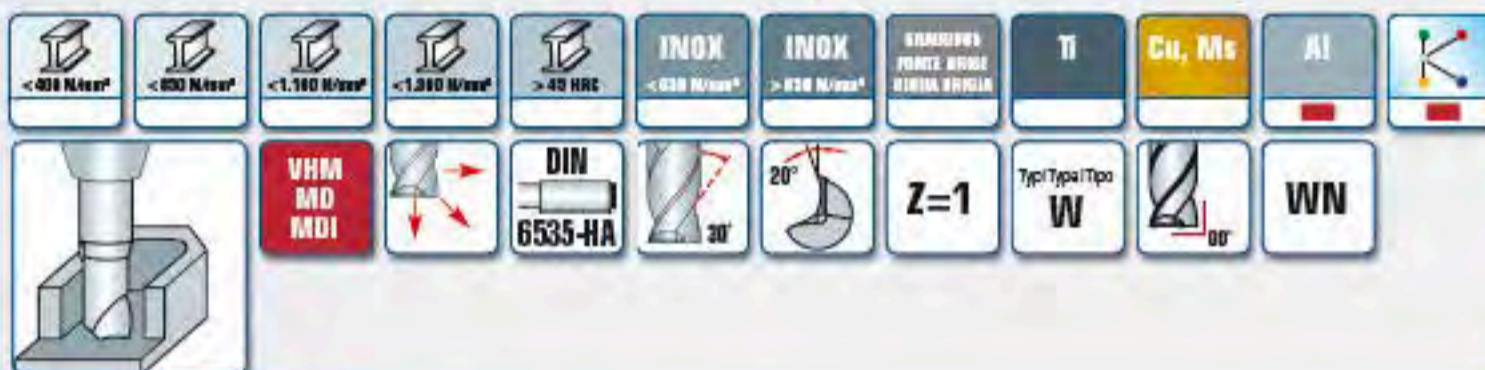 <400 N/mm²
<850 N/mm²
<1.100 N/mm²
<1.300 N/mm²
>45 HRC
INOX
<850 N/mm²
INOX
>850 N/mm²
Ti
Cu, Ms
Al
VHM
MD
MDI
DIN
6535-HA
30°
20°
Z=1
Typ/Type/Tipo
W
90°
WN